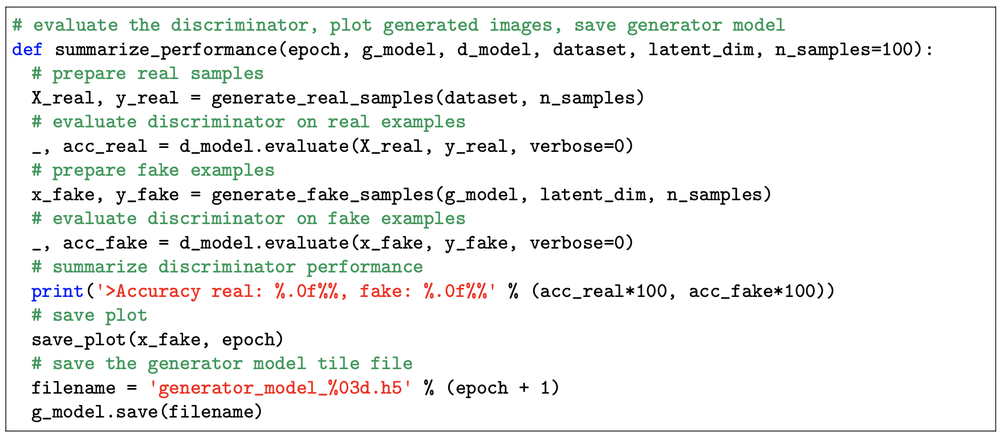 # evaluate the discriminator, plot generated images, save generator model
def summarize_performance(epoch, g_model, d_model, dataset, latent_dim, n_samples=100):
  # prepare real samples
  X_real, y_real = generate_real_samples(dataset, n_samples)
  # evaluate discriminator on real examples
  _, acc_real = d_model.evaluate(X_real, y_real, verbose=0)
  # prepare fake examples
  x_fake, y_fake = generate_fake_samples(g_model, latent_dim, n_samples)
  # evaluate discriminator on fake examples
  _, acc_fake = d_model.evaluate(x_fake, y_fake, verbose=0)
  # summarize discriminator performance
  print('>Accuracy real: %.0f%%, fake: %.0f%%' % (acc_real*100, acc_fake*100))
  # save plot
  save_plot(x_fake, epoch)
  # save the generator model tile file
  filename = 'generator_model_%03d.h5' % (epoch + 1)
  g_model.save(filename)